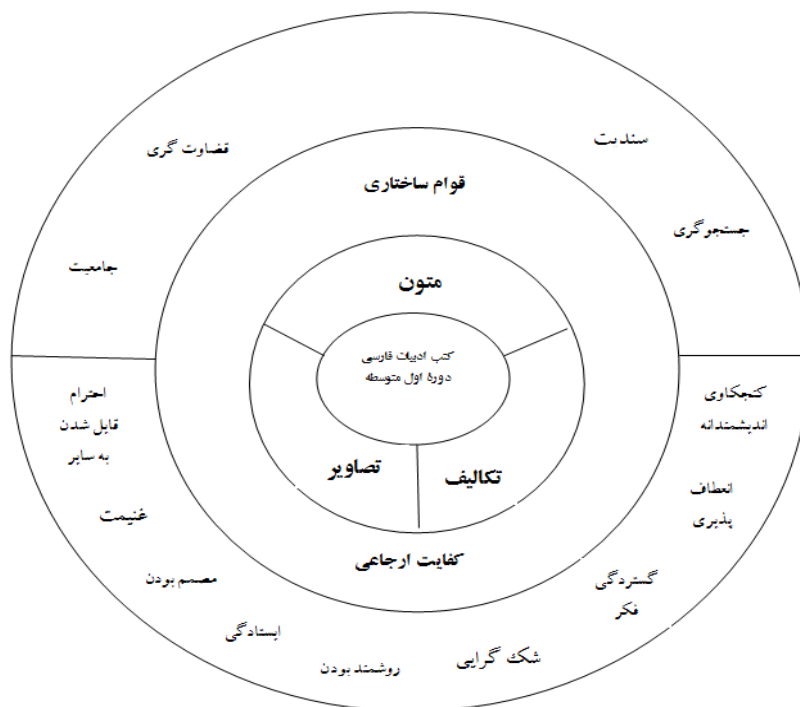 سندیت
قضاوت گری
قوام ساختاری
جستجوگری
جامعیت
متون
کتب ادبیات فارسی
دورهٔ اول متوسطه
کنجکاوی
اندیشمندانه
احترام
قایل شدن
به سایر
تصاویر
تکالیف
انعطاف
پذیری
غنیمت
کفایت ارجاعی
گستردگی
فکر
مصمم بودن
ایستادگی
شک گرایی
روشمند بودن